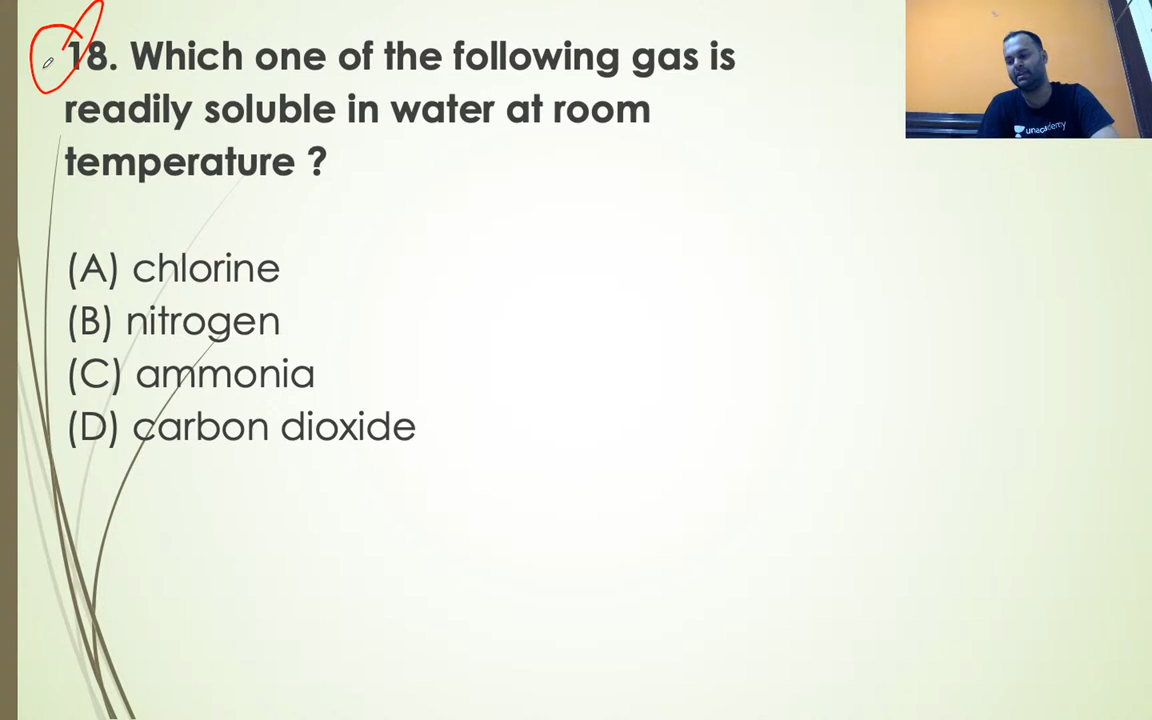 18. Which one of the following gas is
readily soluble in water at room
temperature ?
(A) chlorine
(B) nitrogen
(C) ammonia
(D) carbon dioxide
unacademy